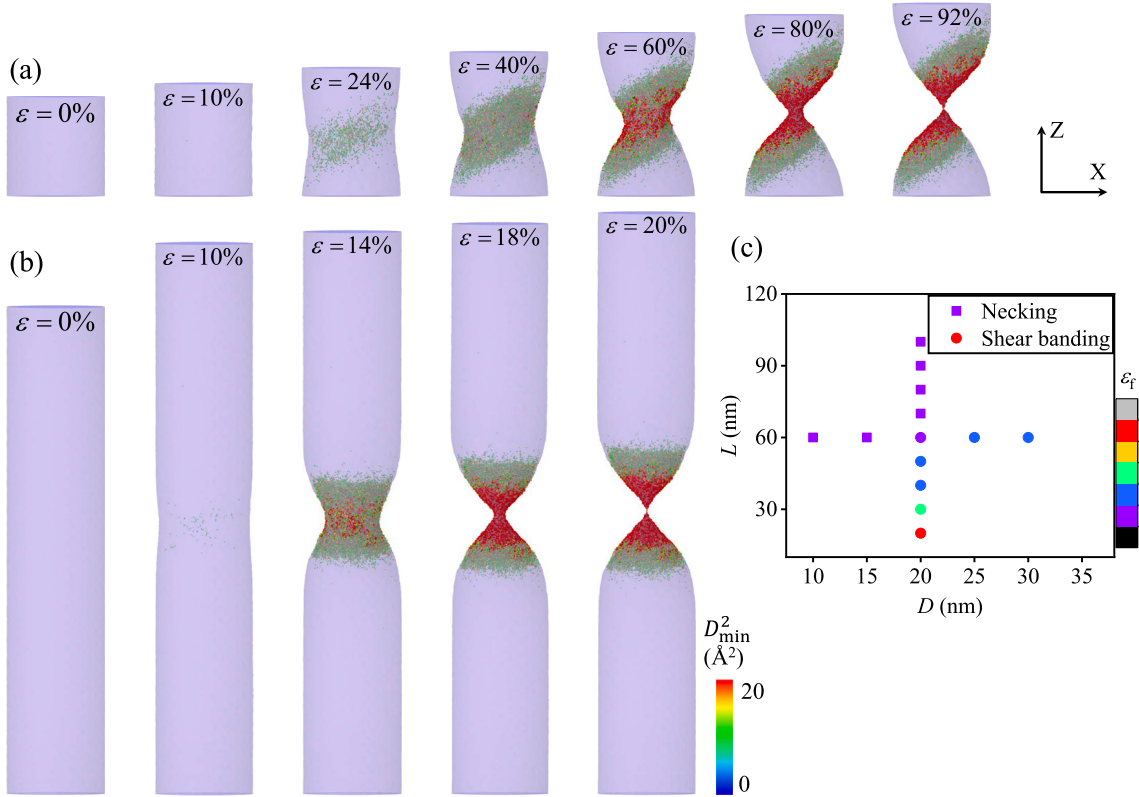 (a)
ε = 0%
ε = 10%
ε = 24%
ε = 40%
ε = 60%
ε = 80%
ε = 92%
Z
X
(b)
ε = 0%
ε = 10%
ε = 14%
ε = 18%
ε = 20%
D²min
(Å²)
20
0
(c)
120
90
60
30
L (nm)
10 15 20 25 30 35
D (nm)
Necking
Shear banding
εf